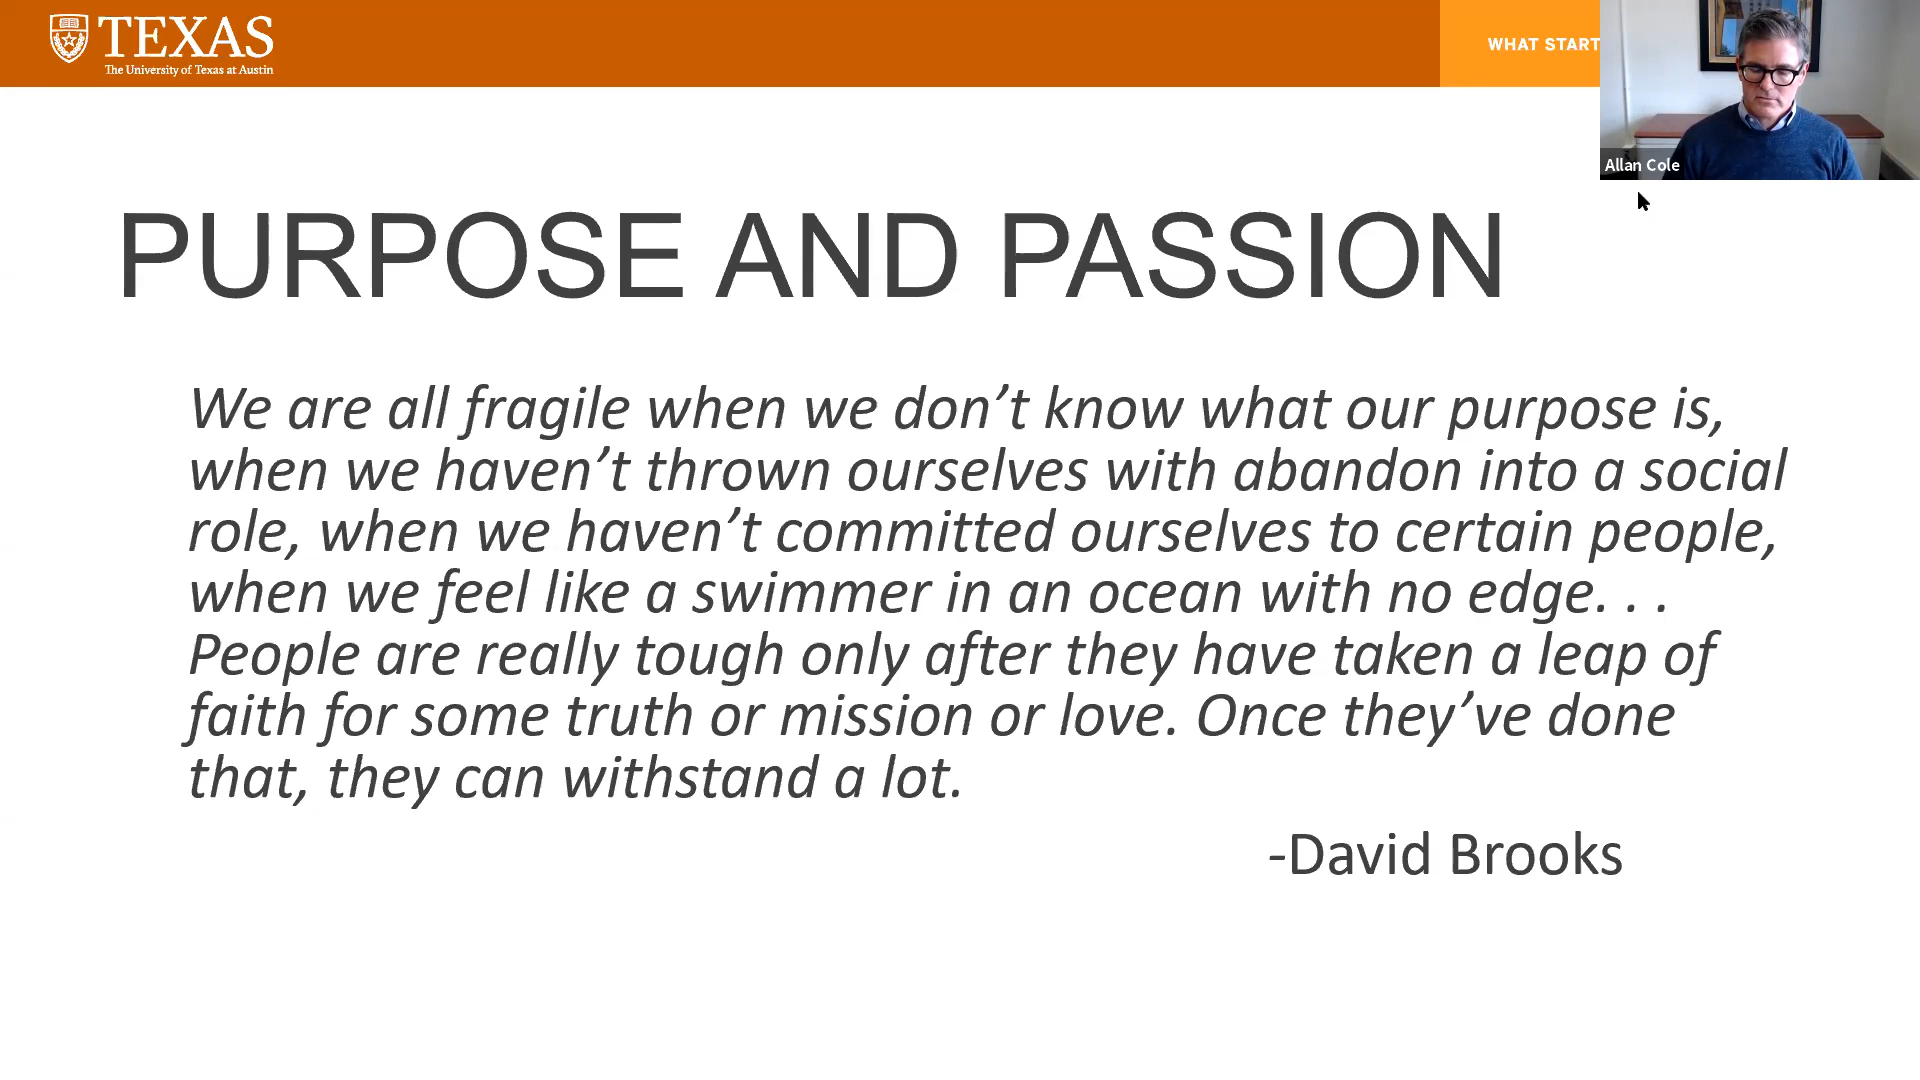 TEXAS
The University of Texas at Austin
WHAT START
Allan Cole
PURPOSE AND PASSION
We are all fragile when we don’t know what our purpose is,
when we haven’t thrown ourselves with abandon into a social
role, when we haven’t committed ourselves to certain people,
when we feel like a swimmer in an ocean with no edge. . .
People are really tough only after they have taken a leap of
faith for some truth or mission or love. Once they’ve done
that, they can withstand a lot.
-David Brooks